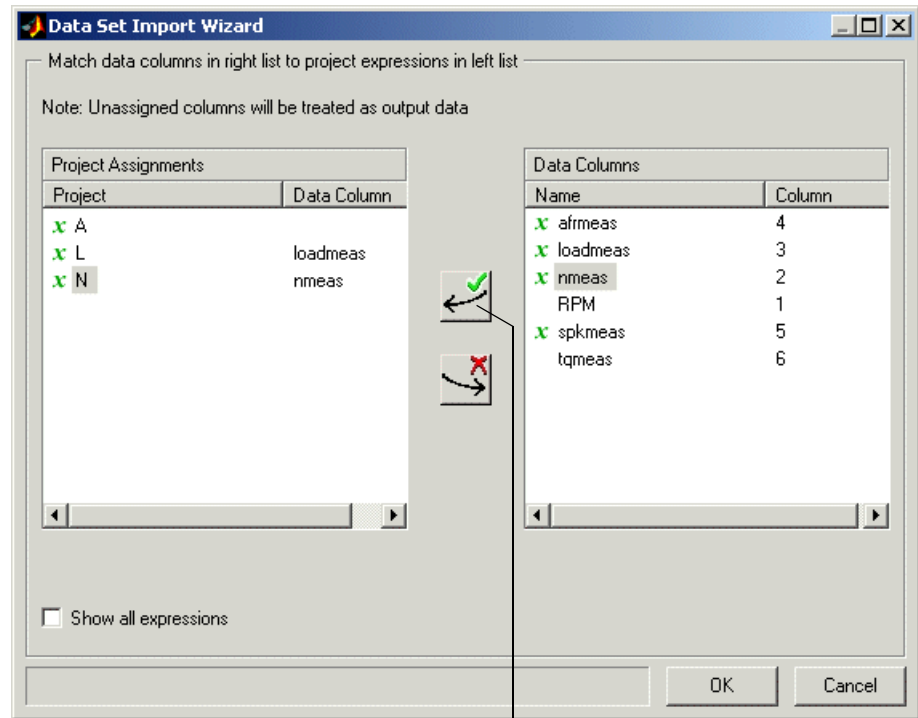 Data Set Import Wizard
Match data columns in right list to project expressions in left list
Note: Unassigned columns will be treated as output data
Project Assignments
Project Data Column
x A
x L loadmeas
x N nmeas
Data Columns
Name Column
x afrmeas 4
x loadmeas 3
x nmeas 2
RPM 1
x spkmeas 5
tqmeas 6
Show all expressions
OK Cancel